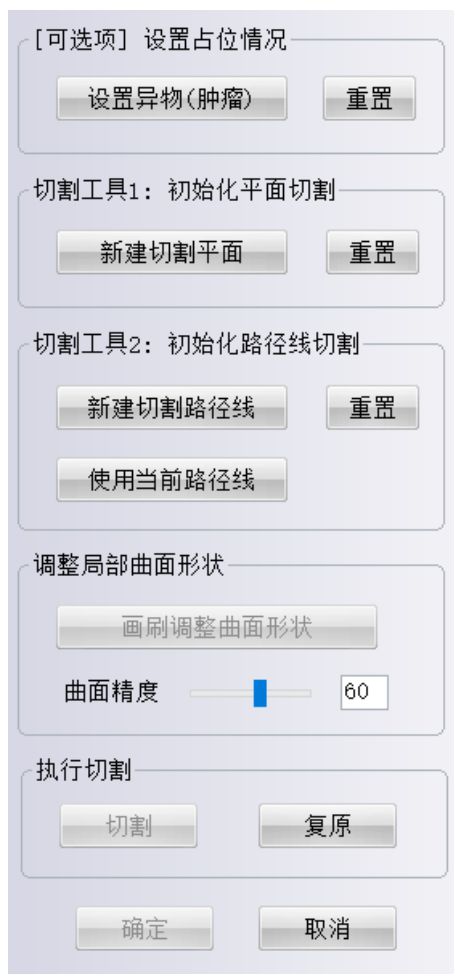 [可选项] 设置占位情况
设置异物(肿瘤) 重置
切割工具1: 初始化平面切割
新建切割平面 重置
切割工具2: 初始化路径线切割
新建切割路径线 重置
使用当前路径线
调整局部曲面形状
画刷调整曲面形状
曲面精度 60
执行切割
切割 复原
确定 取消